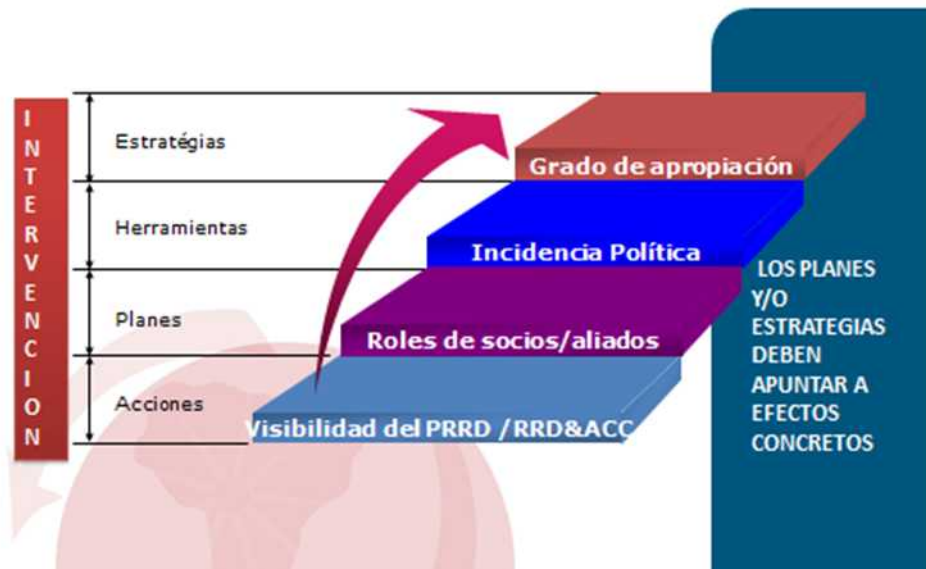 INTERVENCION
Estratégias
Herramientas
Planes
Acciones
Grado de apropiación
Incidencia Política
Roles de socios/aliados
Visibilidad del PRRD /RRD&ACC
LOS PLANES
Y/O
ESTRATEGIAS
DEBEN
APUNTAR A
EFECTOS
CONCRETOS